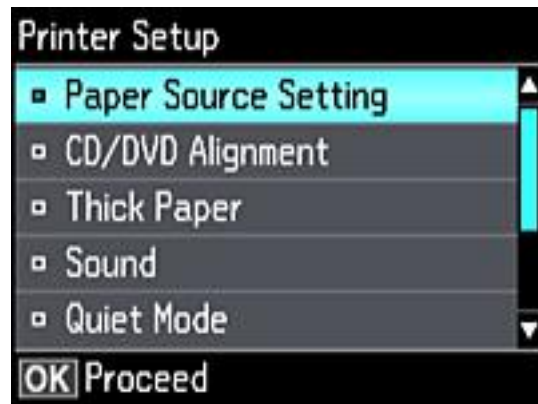 Printer Setup
Paper Source Setting
CD/DVD Alignment
Thick Paper
Sound
Quiet Mode
OK Proceed